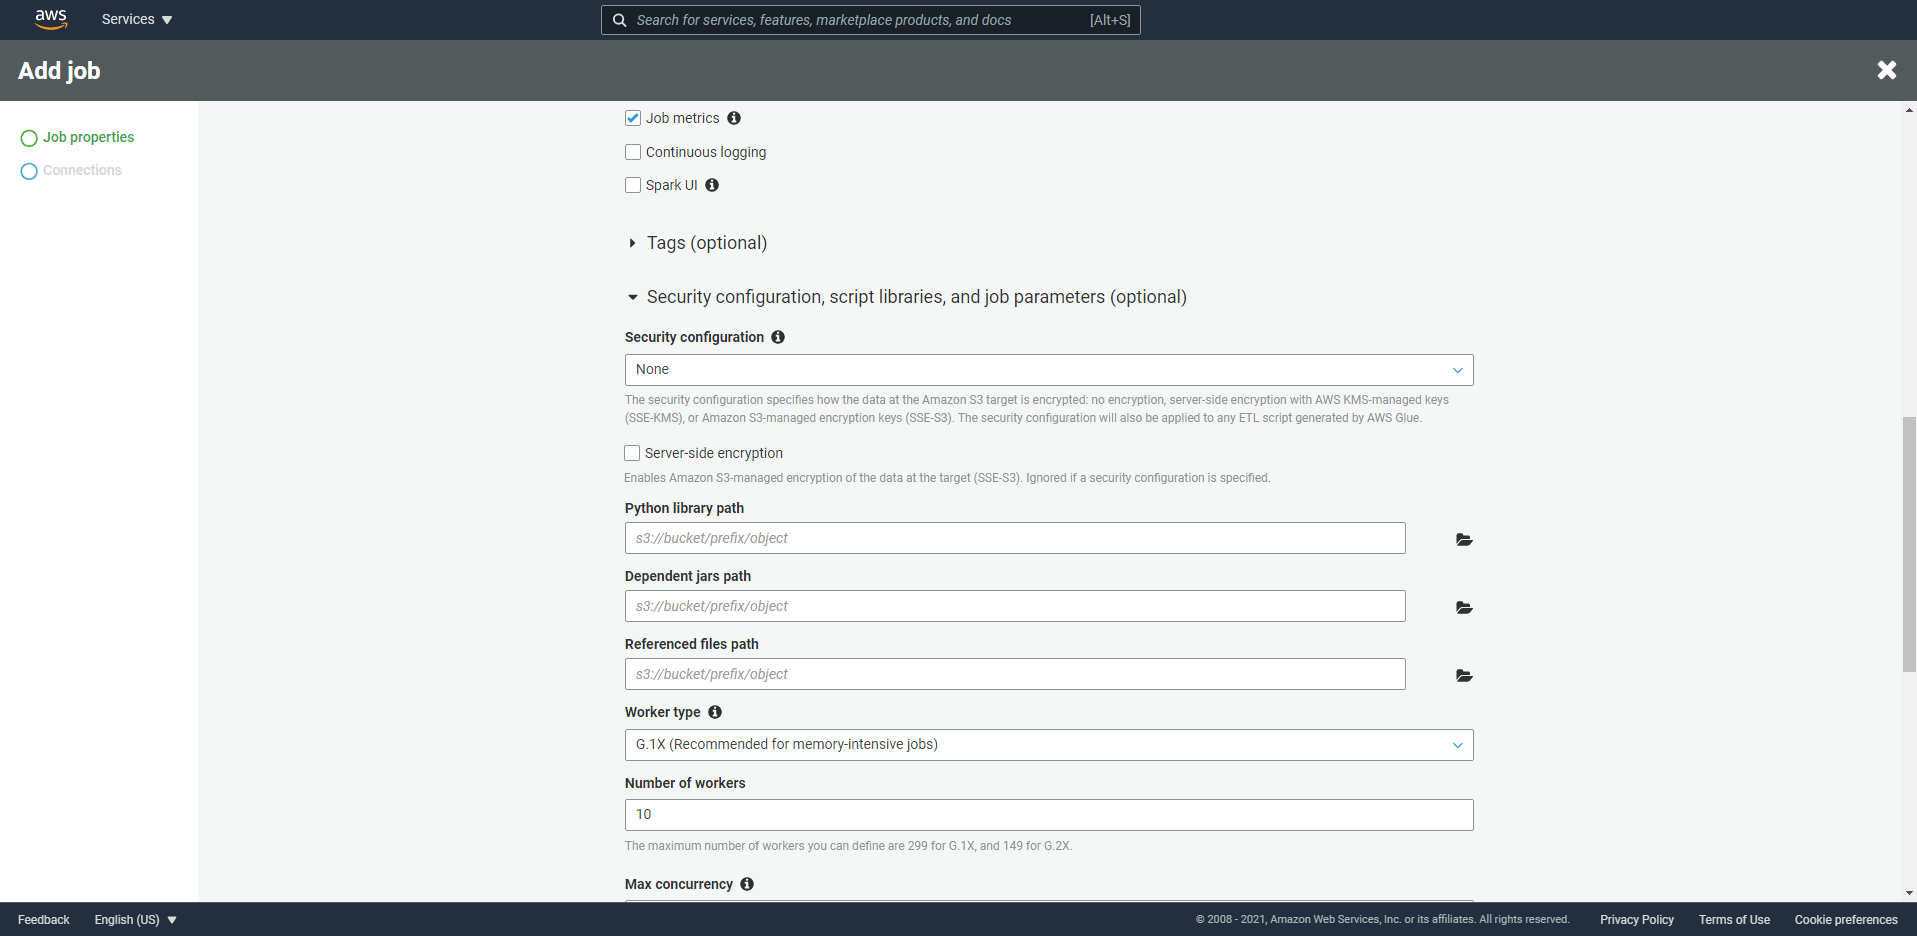 aws
Services
Search for services, features, marketplace products, and docs [Alt+S]
Add job
Job properties
Connections
Job metrics
Continuous logging
Spark UI
Tags (optional)
Security configuration, script libraries, and job parameters (optional)
Security configuration
None
The security configuration specifies how the data at the Amazon S3 target is encrypted: no encryption, server-side encryption with AWS KMS-managed keys
(SSE-KMS), or Amazon S3-managed encryption keys (SSE-S3). The security configuration will also be applied to any ETL script generated by AWS Glue.
Server-side encryption
Enables Amazon S3-managed encryption of the data at the target (SSE-S3). Ignored if a security configuration is specified.
Python library path
s3://bucket/prefix/object
Dependent jars path
s3://bucket/prefix/object
Referenced files path
s3://bucket/prefix/object
Worker type
G.1X (Recommended for memory-intensive jobs)
Number of workers
10
The maximum number of workers you can define are 299 for G.1X, and 149 for G.2X.
Max concurrency
Feedback English (US) © 2008 - 2021, Amazon Web Services, Inc. or its affiliates. All rights reserved. Privacy Policy Terms of Use Cookie preferences